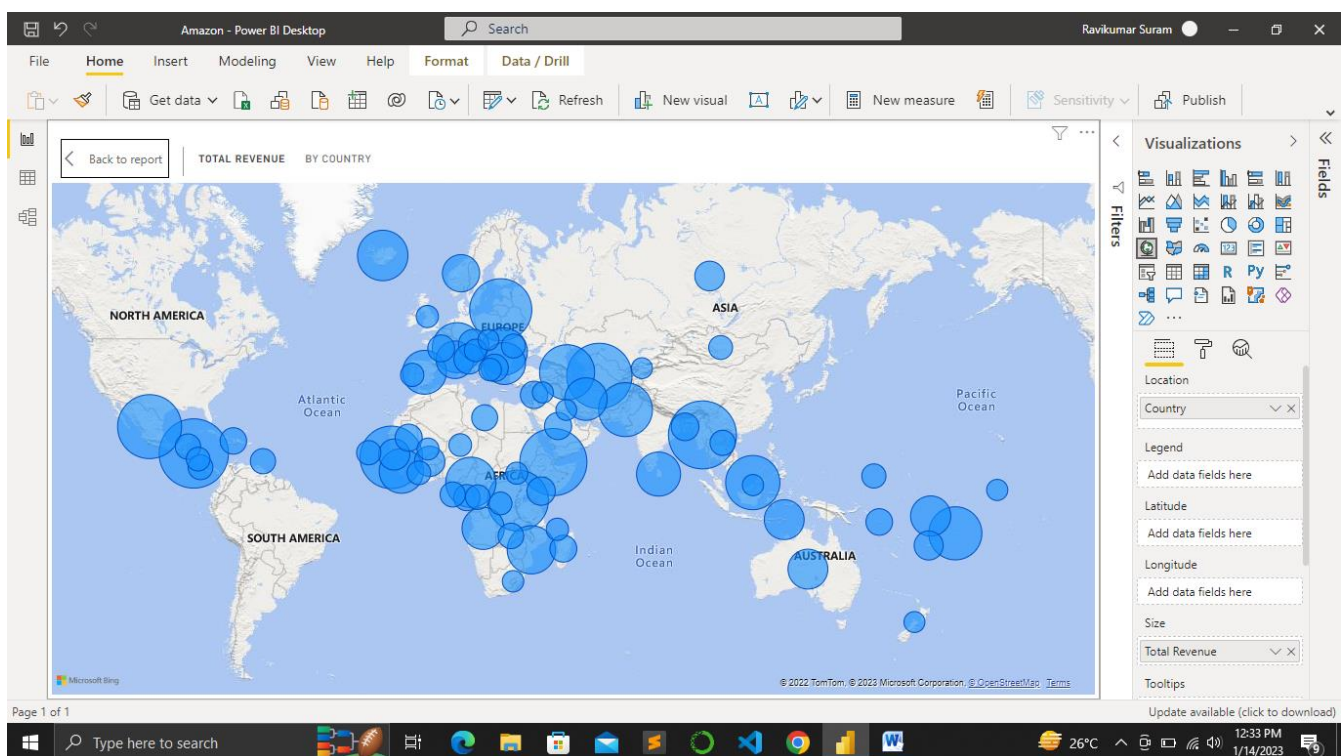 Amazon - Power BI Desktop
Search
Ravikumar Suram
File Home Insert Modeling View Help Format Data / Drill
Get data
Refresh
New visual
New measure
Sensitivity
Publish
Back to report
TOTAL REVENUE BY COUNTRY
Filters
Visualizations
Fields
123
R
Py
NORTH AMERICA
EUROPE
ASIA
Atlantic
Ocean
Pacific
Ocean
AFRICA
SOUTH AMERICA
Indian
Ocean
AUSTRALIA
Microsoft Bing
© 2022 TomTom, © 2023 Microsoft Corporation, © OpenStreetMap Terms
Location
Country
Legend
Add data fields here
Latitude
Add data fields here
Longitude
Add data fields here
Size
Total Revenue
Tooltips
Page 1 of 1
Update available (click to download)
Type here to search
26°C
12:33 PM
1/14/2023